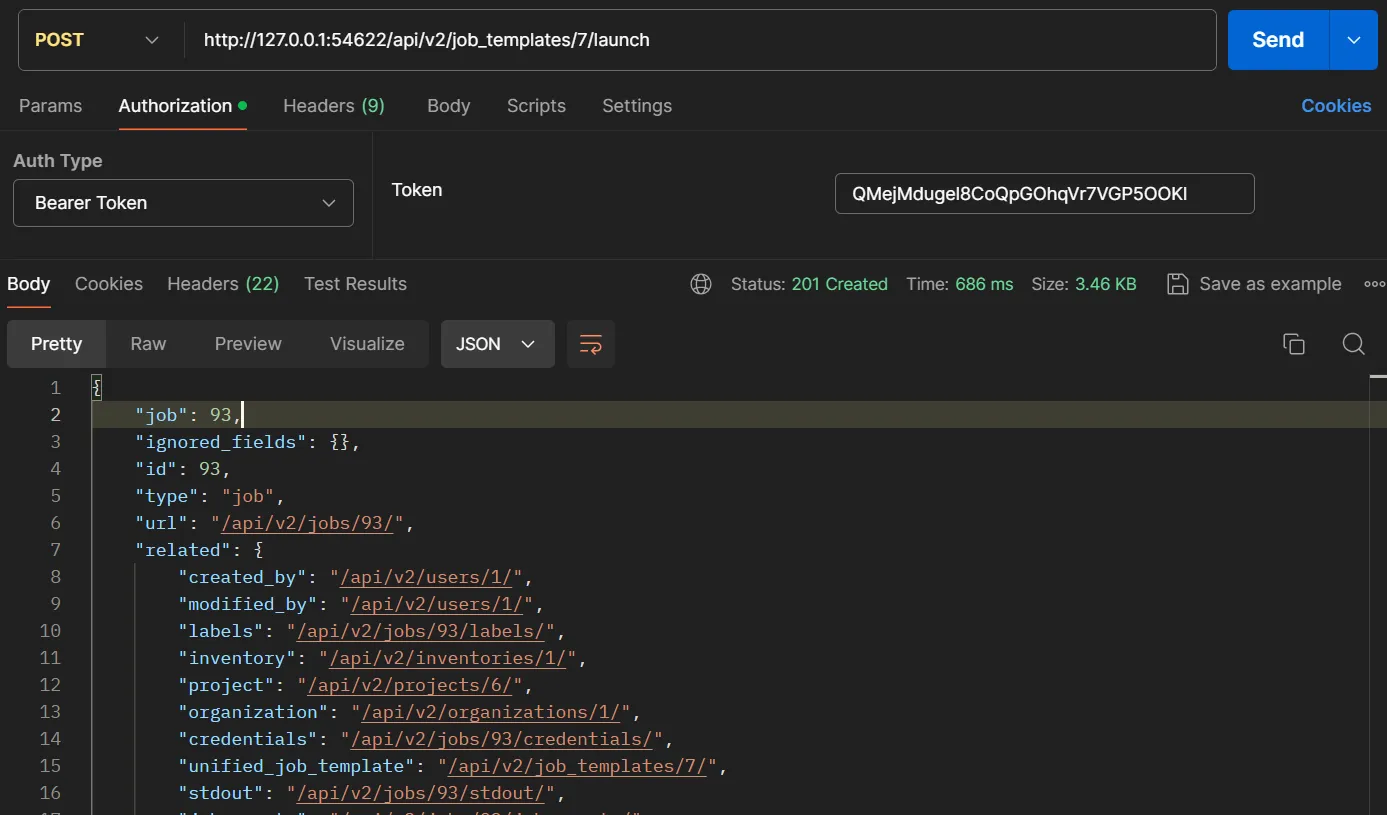 POST http://127.0.0.1:54622/api/v2/job_templates/7/launch Send
Params Authorization Headers (9) Body Scripts Settings Cookies
Auth Type
Bearer Token
Token QMejMdugel8CoQpGOhqVr7VGP5OOKl
Body Cookies Headers (22) Test Results Status: 201 Created Time: 686 ms Size: 3.46 KB Save as example
Pretty Raw Preview Visualize JSON
1 {
2 "job": 93,
3 "ignored_fields": {},
4 "id": 93,
5 "type": "job",
6 "url": "/api/v2/jobs/93/",
7 "related": {
8 "created_by": "/api/v2/users/1/",
9 "modified_by": "/api/v2/users/1/",
10 "labels": "/api/v2/jobs/93/labels/",
11 "inventory": "/api/v2/inventories/1/",
12 "project": "/api/v2/projects/6/",
13 "organization": "/api/v2/organizations/1/",
14 "credentials": "/api/v2/jobs/93/credentials/",
15 "unified_job_template": "/api/v2/job_templates/7/",
16 "stdout": "/api/v2/jobs/93/stdout/",